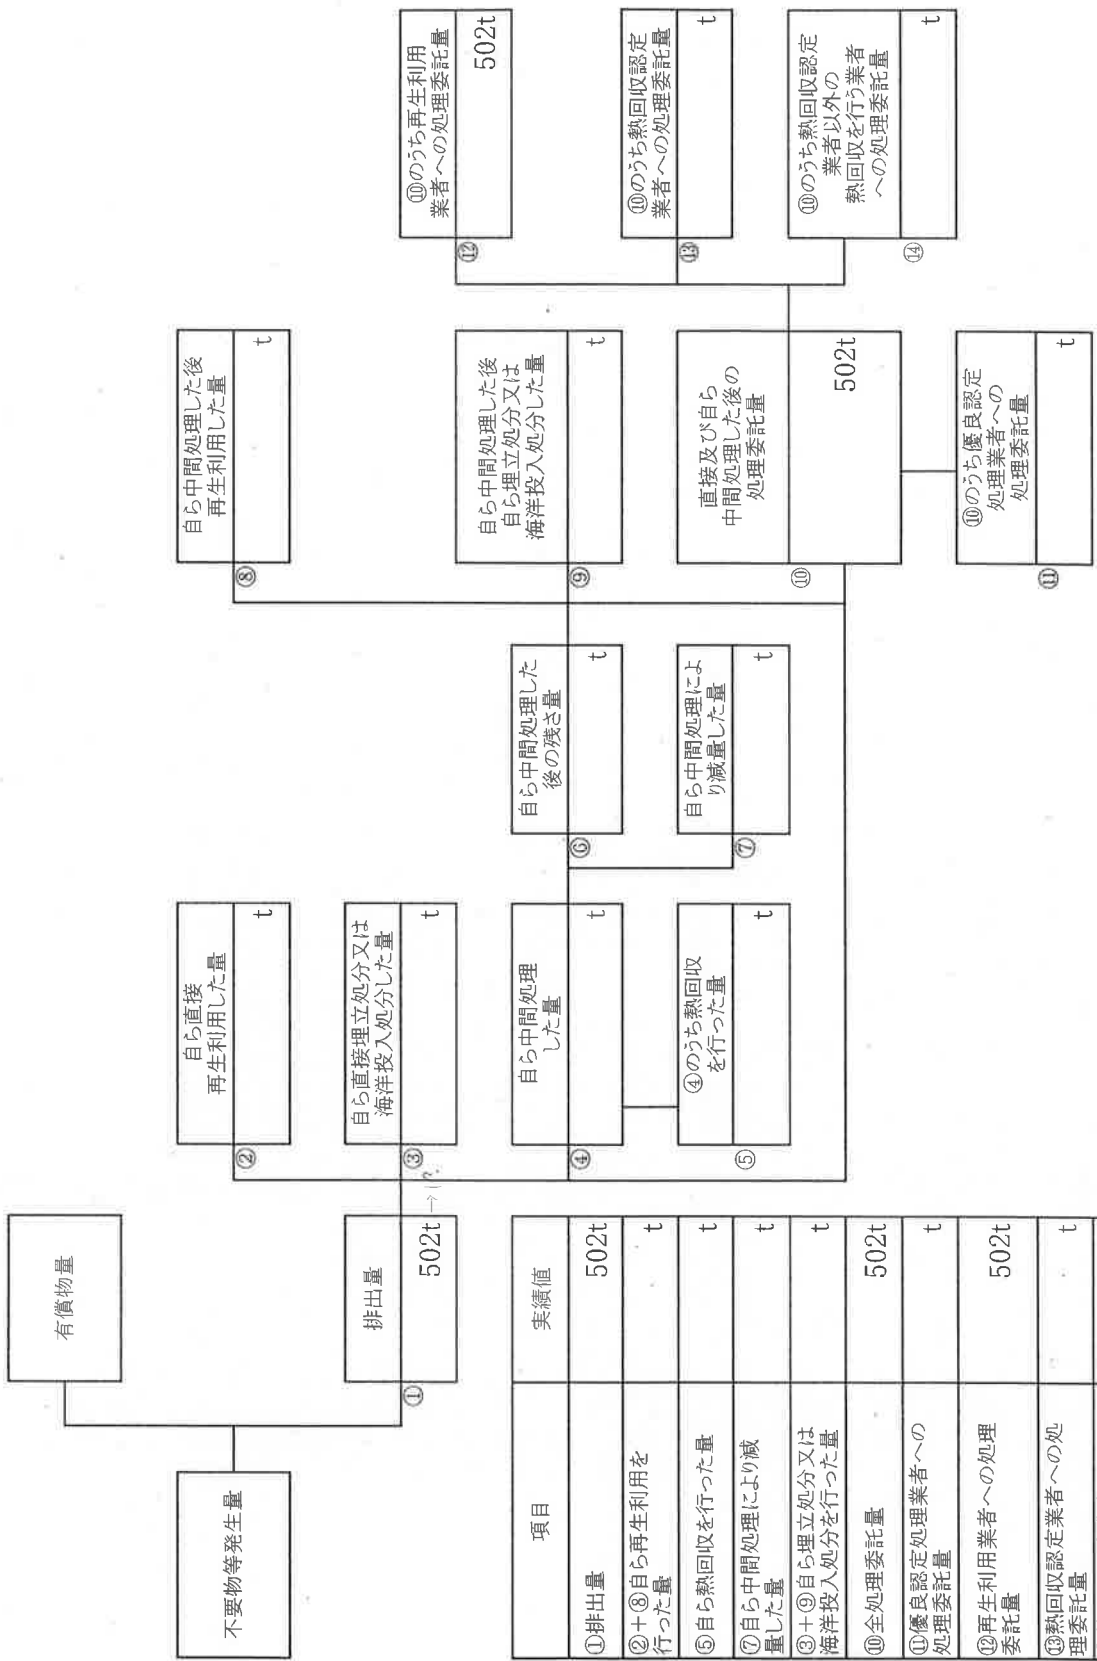 不要物等発生量
有償物量
排出量
①
502t
自ら直接
再生利用した量
②
t
自ら直接埋立処分又は
海洋投入処分した量
③
t
自ら中間処理
した量
④
t
④のうち熱回収
を行った量
⑤
t
自ら中間処理した
後の残さ量
⑥
t
自ら中間処理によ
り減量した量
⑦
t
自ら中間処理した後
再生利用した量
⑧
t
自ら中間処理した後
自ら埋立処分又は
海洋投入処分した量
⑨
t
直接及び自ら
中間処理した後の
処理委託量
⑩
502t
⑩のうち優良認定
処理業者への
処理委託量
⑪
t
⑩のうち再生利用
業者への処理委託量
⑫
502t
⑩のうち熱回収認定
業者への処理委託量
⑬
t
⑩のうち熱回収認定
業者以外の
熱回収を行う業者
への処理委託量
⑭
t
項目 実績値
①排出量 502t
②+⑧自ら再生利用を
行った量 t
⑤自ら熱回収を行った量 t
⑦自ら中間処理により減
量した量 t
③+⑨自ら埋立処分又は
海洋投入処分を行った量 t
⑩全処理委託量 502t
⑪優良認定処理業者への
処理委託量 t
⑫再生利用業者への処理
委託量 502t
⑬熱回収認定業者への処
理委託量 t